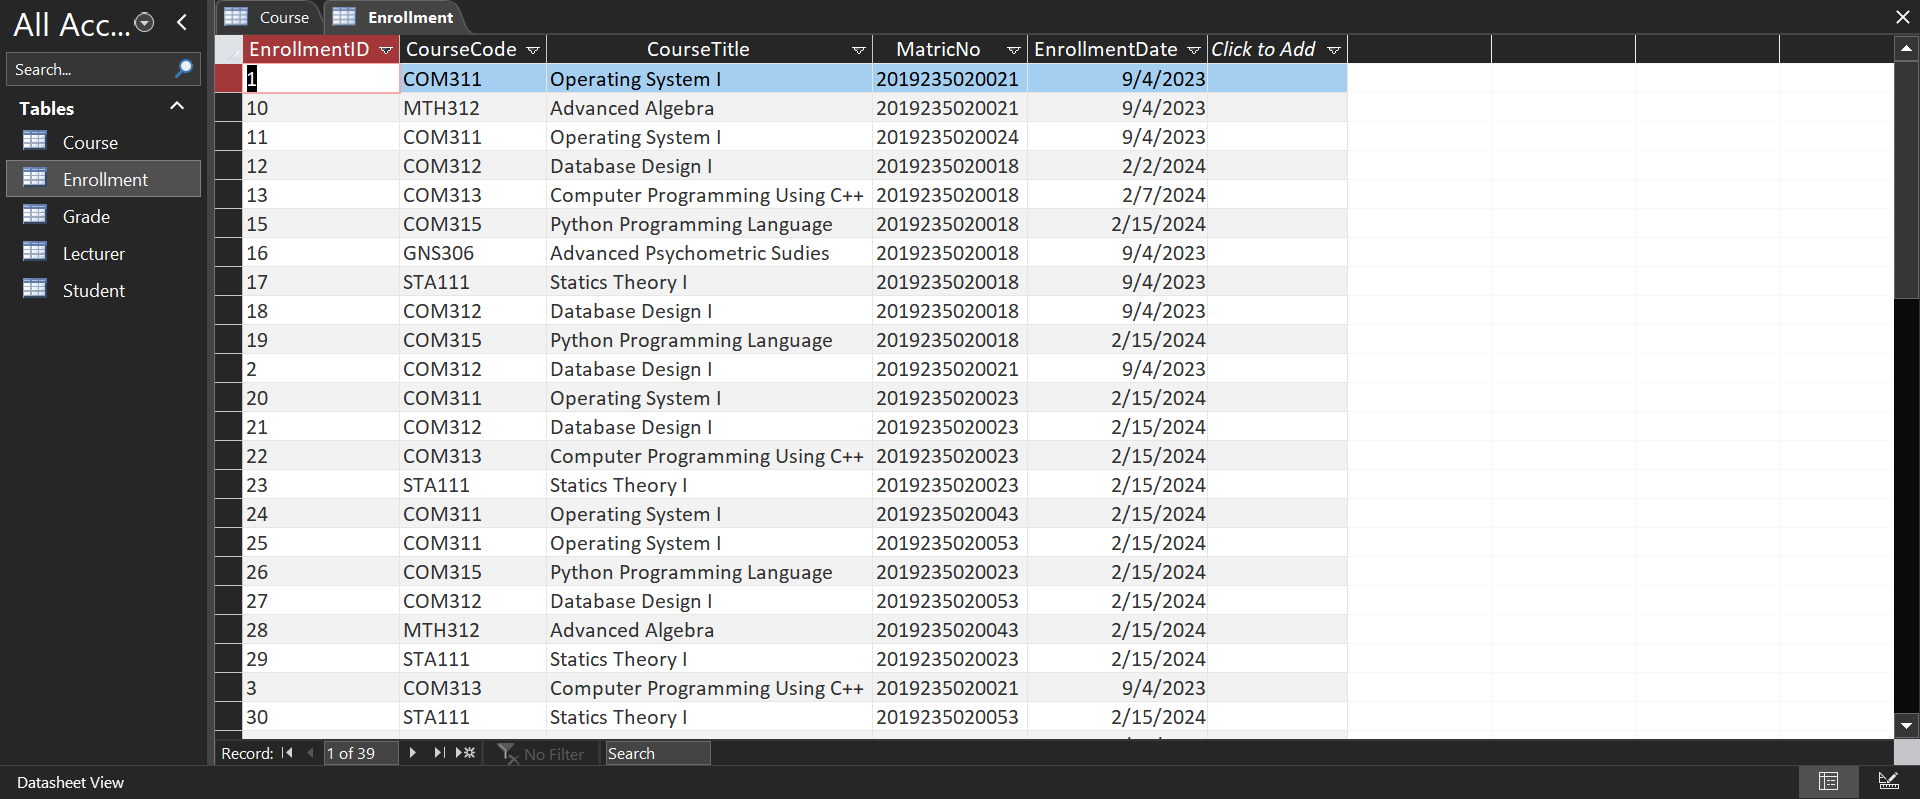 All Acc...
Search...
Tables
Course
Enrollment
Grade
Lecturer
Student
Course Enrollment
EnrollmentID CourseCode CourseTitle MatricNo EnrollmentDate Click to Add
1 COM311 Operating System I 2019235020021 9/4/2023
10 MTH312 Advanced Algebra 2019235020021 9/4/2023
11 COM311 Operating System I 2019235020024 9/4/2023
12 COM312 Database Design I 2019235020018 2/2/2024
13 COM313 Computer Programming Using C++ 2019235020018 2/7/2024
15 COM315 Python Programming Language 2019235020018 2/15/2024
16 GNS306 Advanced Psychometric Sudies 2019235020018 9/4/2023
17 STA111 Statics Theory I 2019235020018 9/4/2023
18 COM312 Database Design I 2019235020018 9/4/2023
19 COM315 Python Programming Language 2019235020018 2/15/2024
2 COM312 Database Design I 2019235020021 9/4/2023
20 COM311 Operating System I 2019235020023 2/15/2024
21 COM312 Database Design I 2019235020023 2/15/2024
22 COM313 Computer Programming Using C++ 2019235020023 2/15/2024
23 STA111 Statics Theory I 2019235020023 2/15/2024
24 COM311 Operating System I 2019235020043 2/15/2024
25 COM311 Operating System I 2019235020053 2/15/2024
26 COM315 Python Programming Language 2019235020023 2/15/2024
27 COM312 Database Design I 2019235020053 2/15/2024
28 MTH312 Advanced Algebra 2019235020043 2/15/2024
29 STA111 Statics Theory I 2019235020023 2/15/2024
3 COM313 Computer Programming Using C++ 2019235020021 9/4/2023
30 STA111 Statics Theory I 2019235020053 2/15/2024
Record: 1 of 39 No Filter Search
Datasheet View